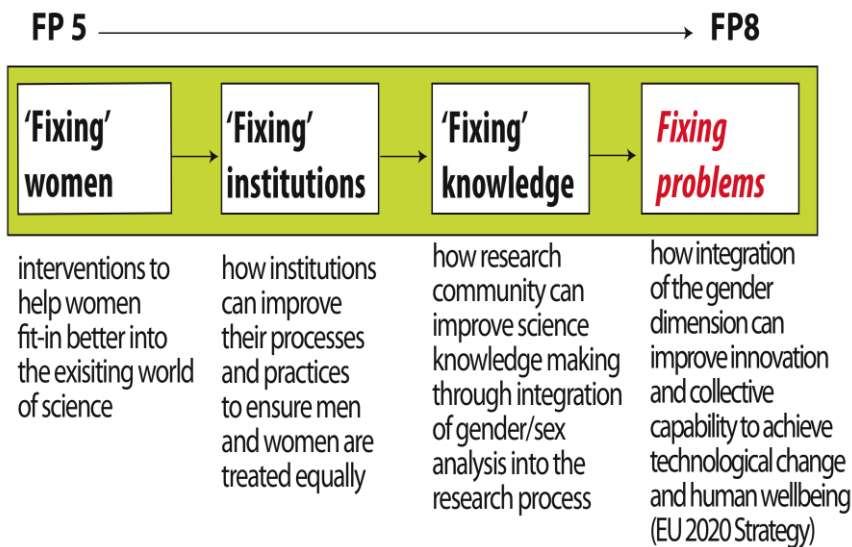 FP 5
FP8
‘Fixing’
women
‘Fixing’
institutions
‘Fixing’
knowledge
Fixing
problems
interventions to
help women
fit-in better into
the exisiting world
of science
how institutions
can improve
their processes
and practices
to ensure men
and women are
treated equally
how research
community can
improve science
knowledge making
through integration
of gender/sex
analysis into the
research process
how integration
of the gender
dimension can
improve innovation
and collective
capability to achieve
technological change
and human wellbeing
(EU 2020 Strategy)